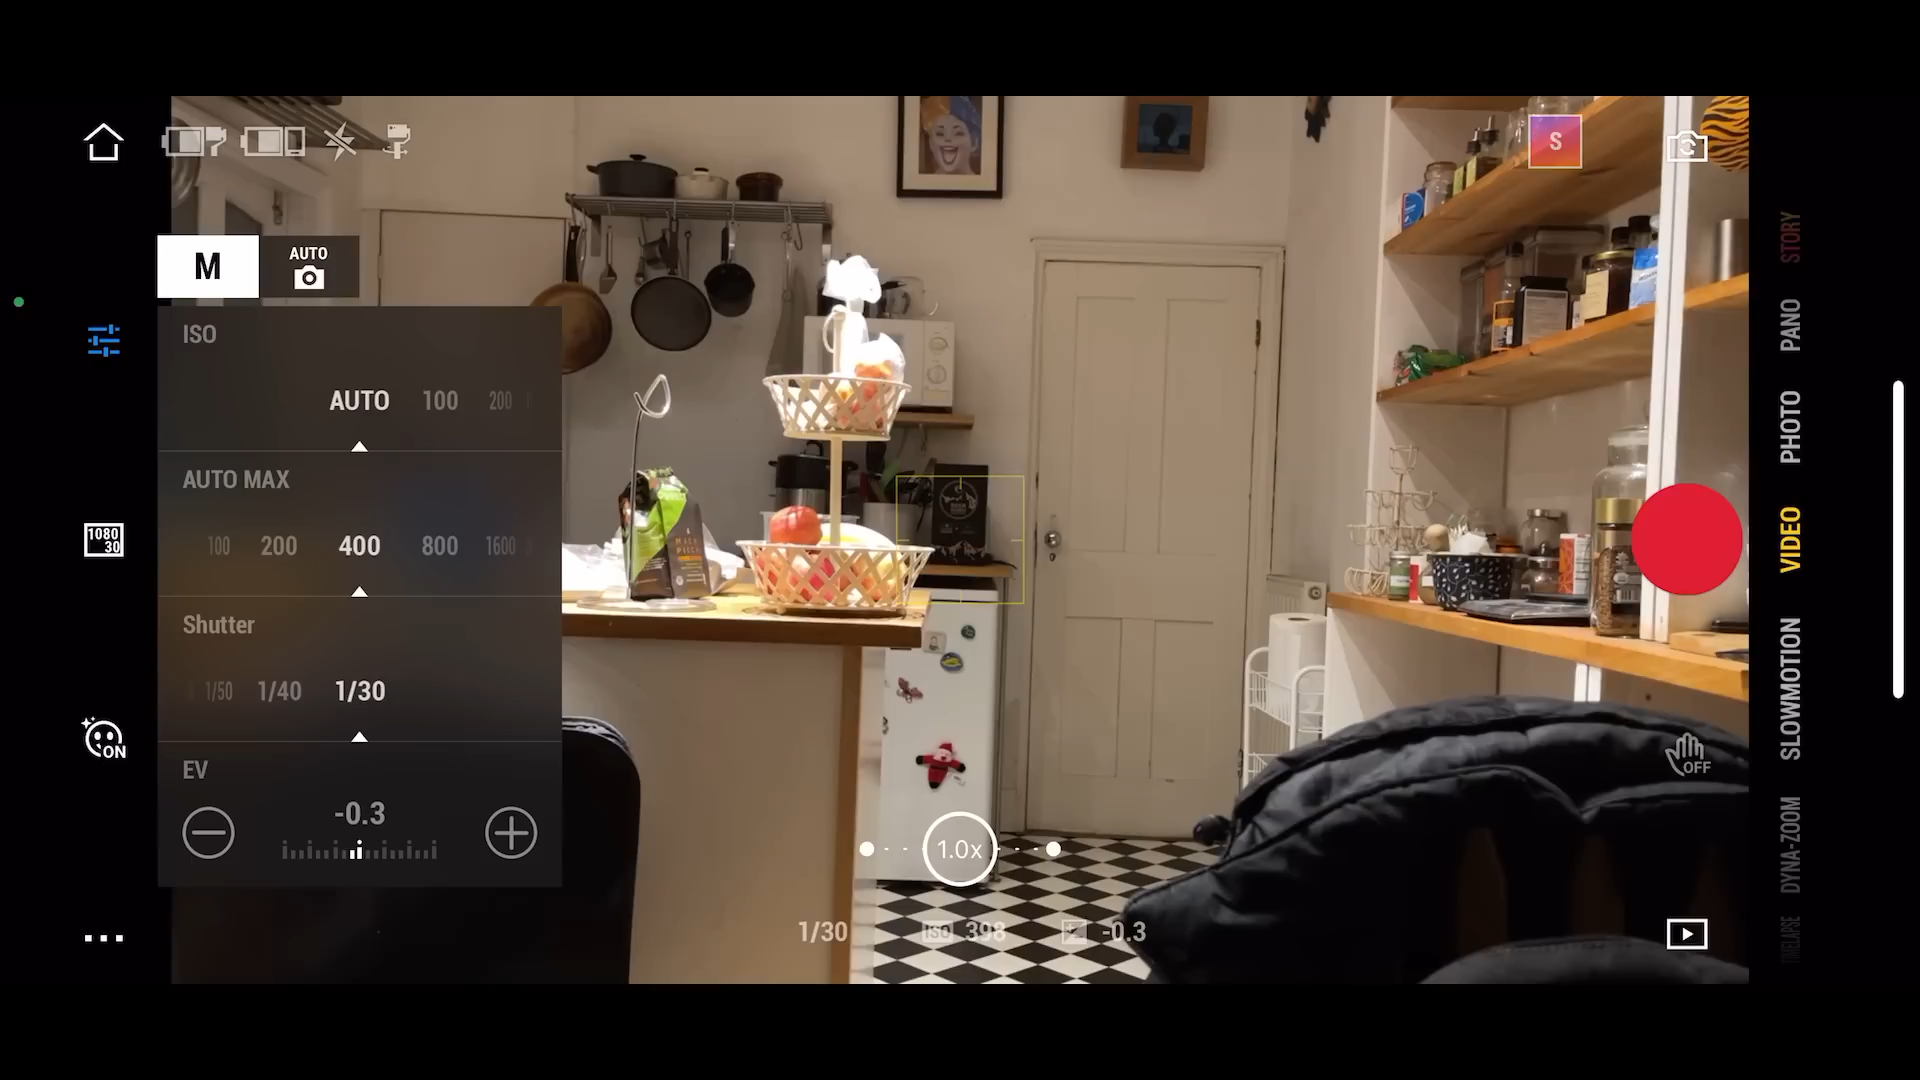 S
M
AUTO
ISO
AUTO 100 200
AUTO MAX
100 200 400 800 1600
Shutter
1/50 1/40 1/30
EV
-0.3
1080
30
ON
1.0x
1/30 ISO 398 -0.3
OFF
STORY
PANO
PHOTO
VIDEO
SLOWMOTION
DYNA-ZOOM
TIMELAPSE